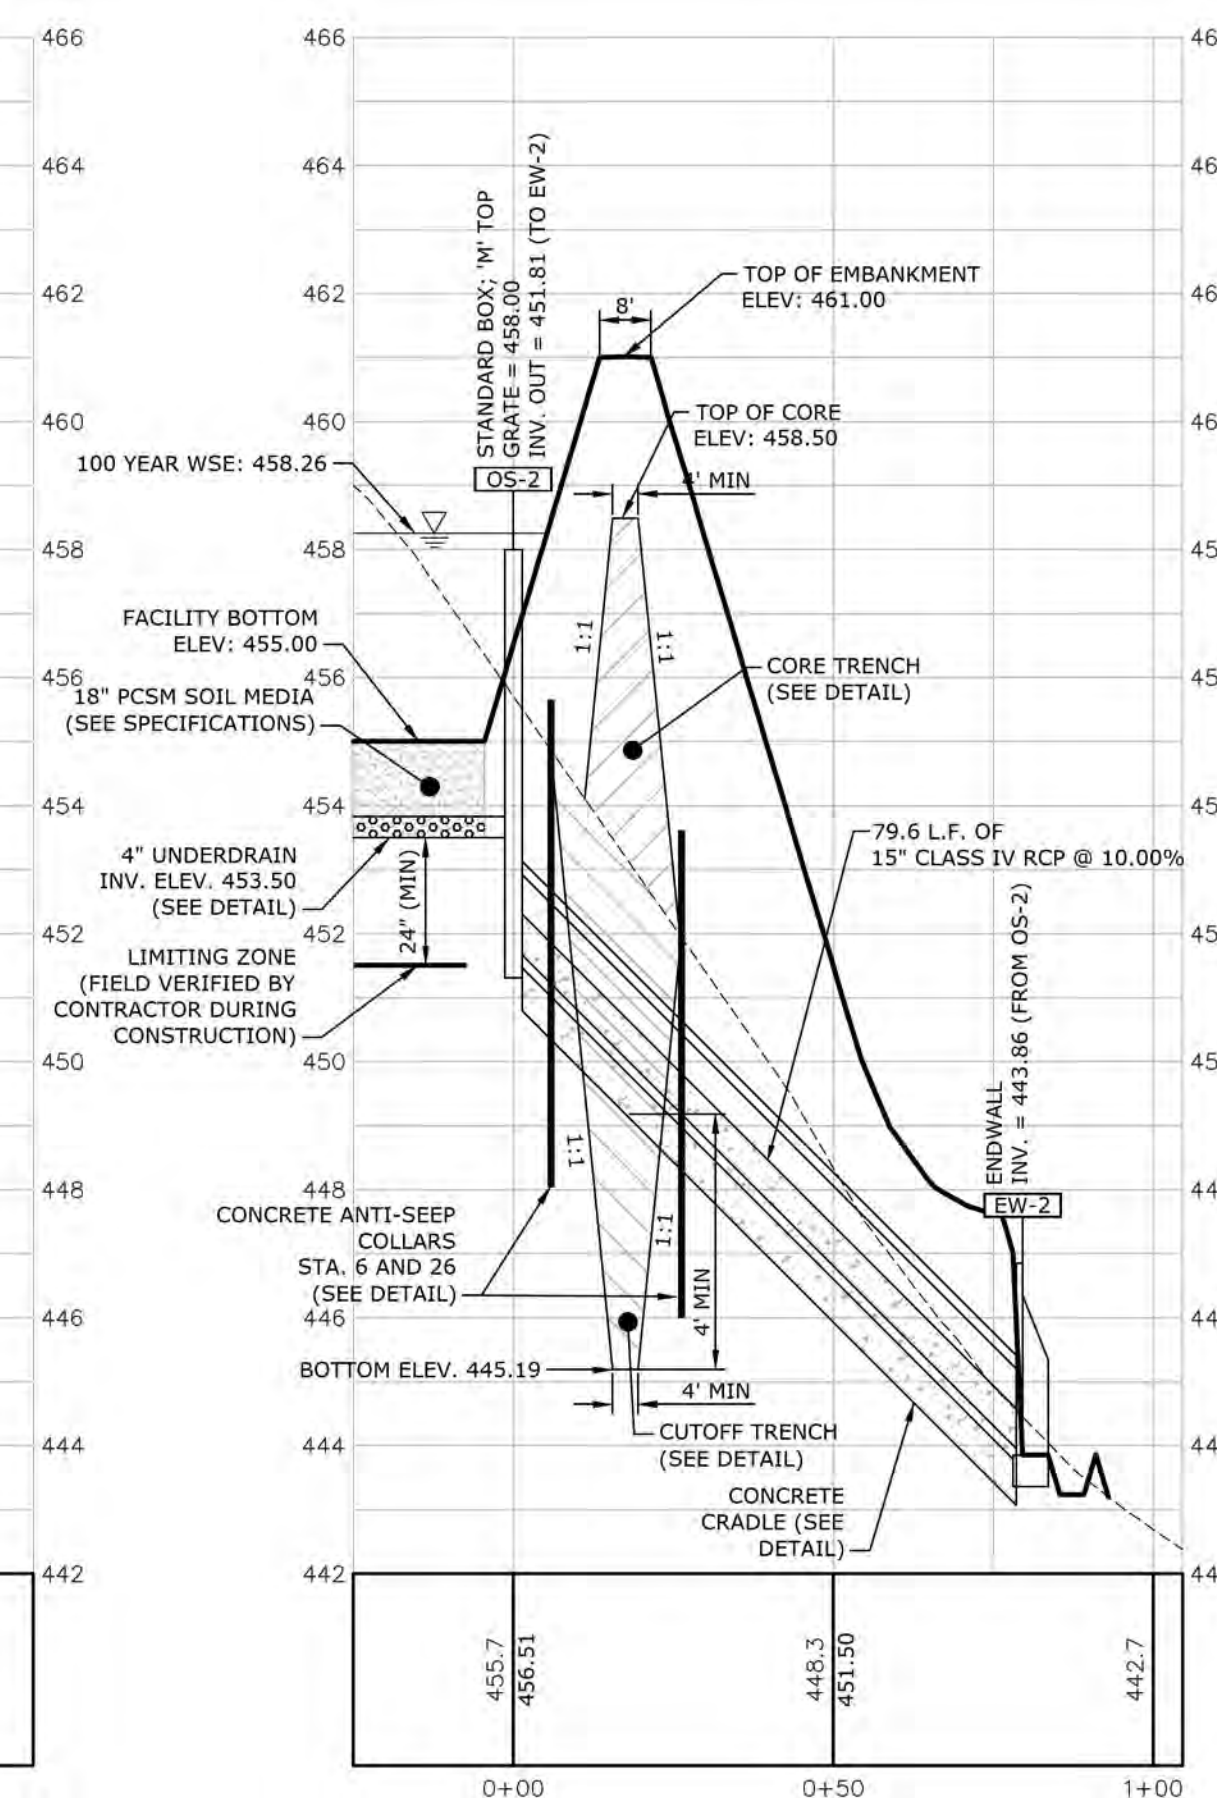 466
464
462
460
458
456
454
452
450
448
446
444
442
466
464
462
460
458
456
454
452
450
448
446
444
442
STANDARD BOX; 'M' TOP
GRATE = 458.00
INV. OUT = 451.81 (TO EW-2)
OS-2
TOP OF EMBANKMENT
ELEV: 461.00
8'
TOP OF CORE
ELEV: 458.50
4' MIN
100 YEAR WSE: 458.26
FACILITY BOTTOM
ELEV: 455.00
18" PCSM SOIL MEDIA
(SEE SPECIFICATIONS)
1:1
1:1
CORE TRENCH
(SEE DETAIL)
4" UNDERDRAIN
INV. ELEV. 453.50
(SEE DETAIL)
24" (MIN)
79.6 L.F. OF
15" CLASS IV RCP @ 10.00%
LIMITING ZONE
(FIELD VERIFIED BY
CONTRACTOR DURING
CONSTRUCTION)
ENDWALL
INV. = 443.86 (FROM OS-2)
EW-2
1:1
1:1
CONCRETE ANTI-SEEP
COLLARS
STA. 6 AND 26
(SEE DETAIL)
4' MIN
BOTTOM ELEV. 445.19
4' MIN
CUTOFF TRENCH
(SEE DETAIL)
CONCRETE
CRADLE (SEE
DETAIL)
455.7
456.51
448.3
451.50
442.7
0+00
0+50
1+00